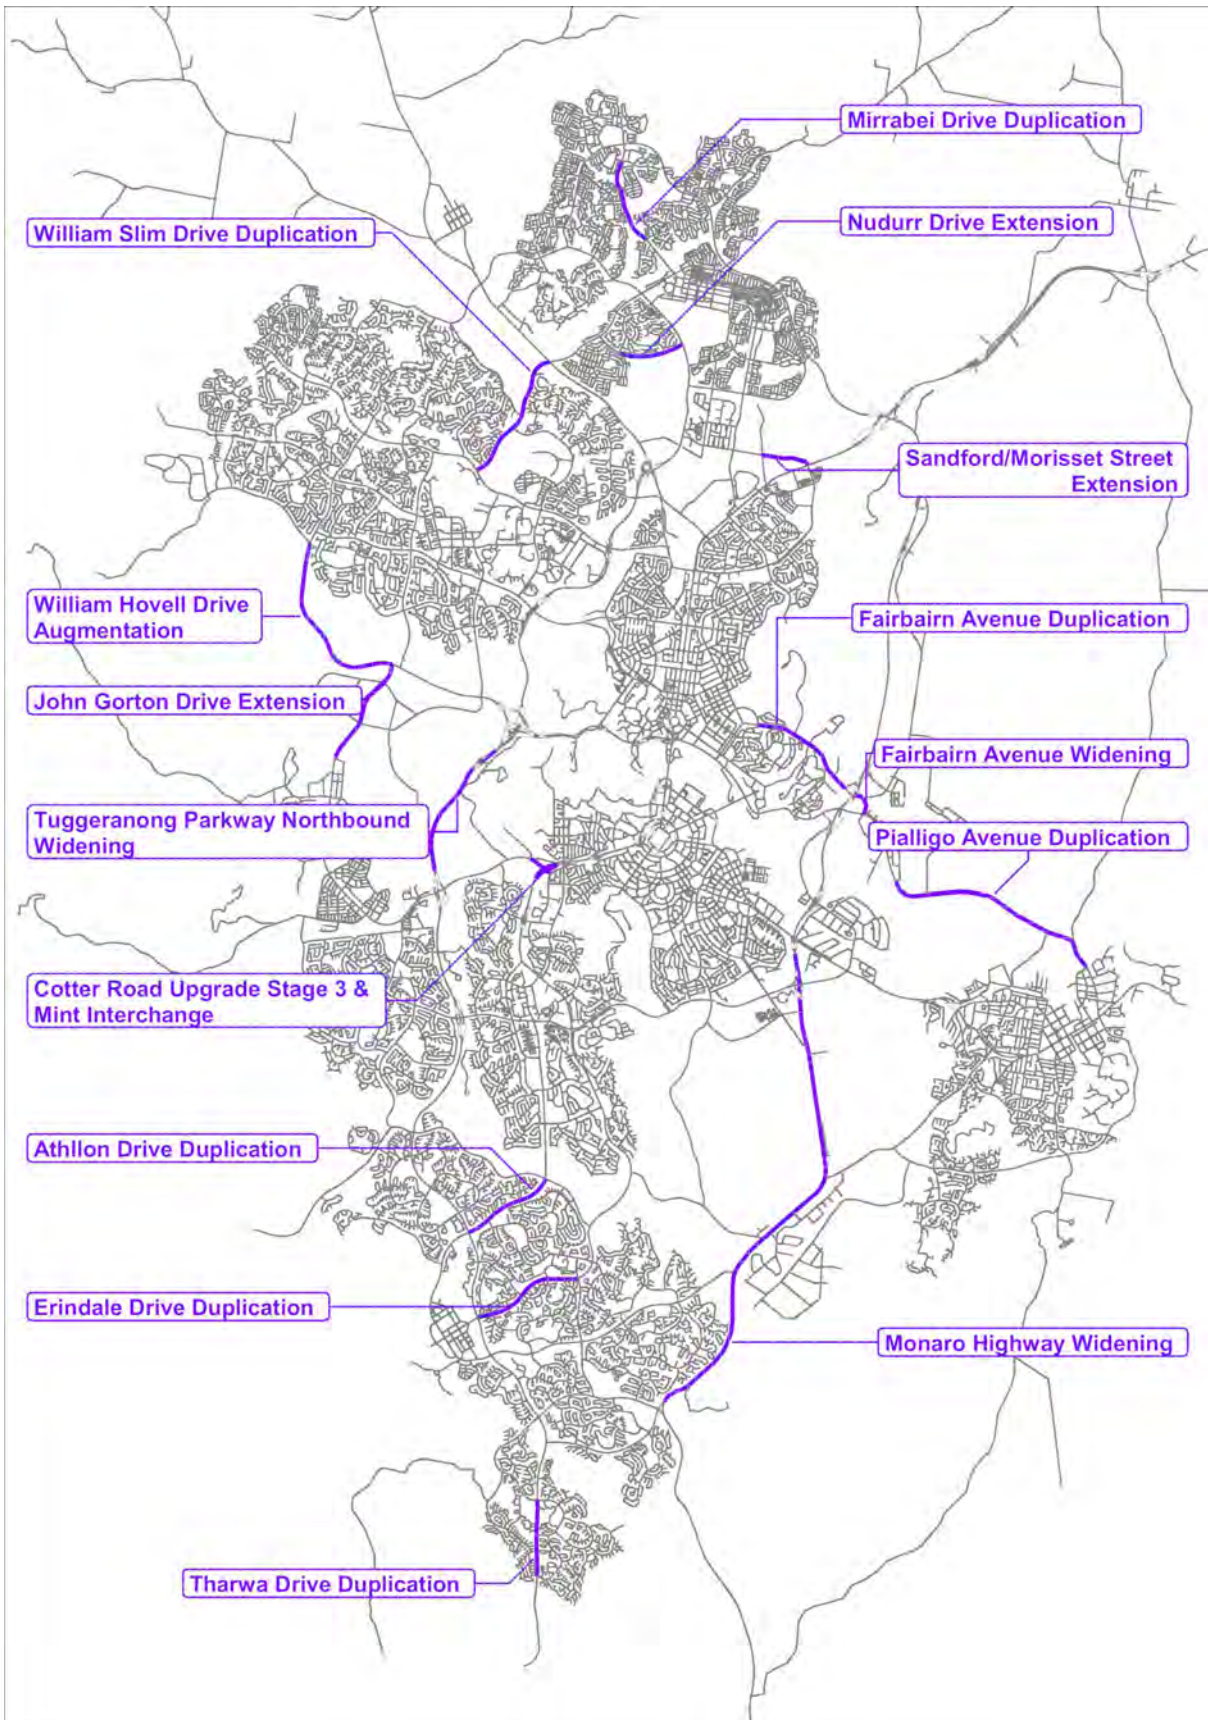 Mirrabei Drive Duplication
William Slim Drive Duplication
Nudurr Drive Extension
Sandford/Morisset Street
Extension
William Hovell Drive
Augmentation
Fairbairn Avenue Duplication
John Gorton Drive Extension
Fairbairn Avenue Widening
Tuggeranong Parkway Northbound
Widening
Pialligo Avenue Duplication
Cotter Road Upgrade Stage 3 &
Mint Interchange
Athllon Drive Duplication
Erindale Drive Duplication
Monaro Highway Widening
Tharwa Drive Duplication